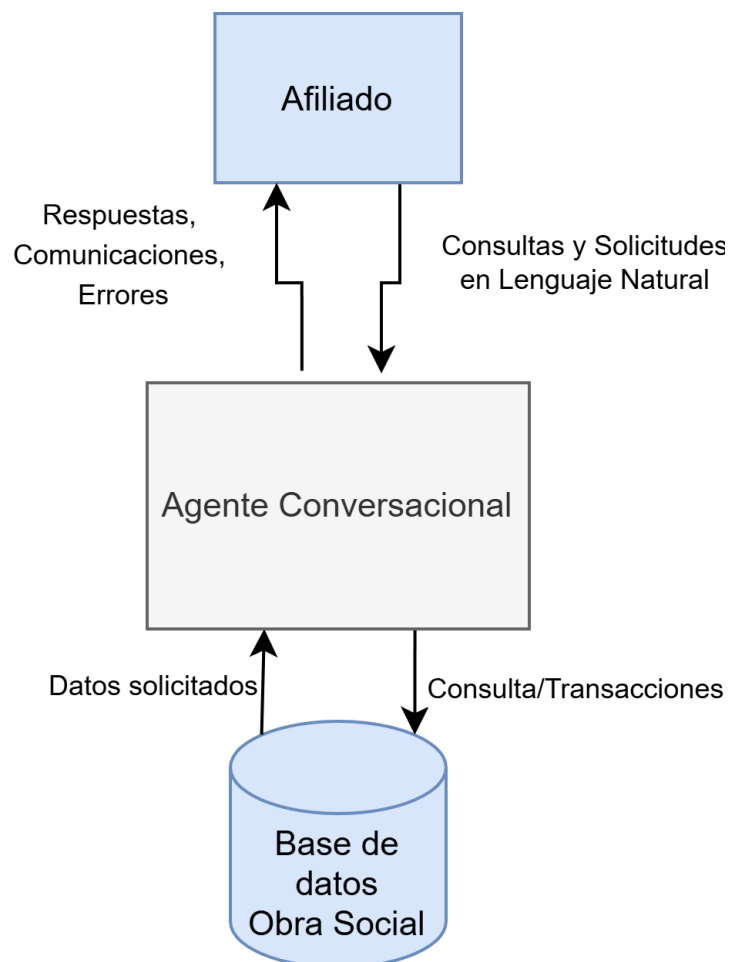 Afiliado
Respuestas,
Comunicaciones,
Errores
Consultas y Solicitudes
en Lenguaje Natural
Agente Conversacional
Datos solicitados
Consulta/Transacciones
Base de
datos
Obra Social